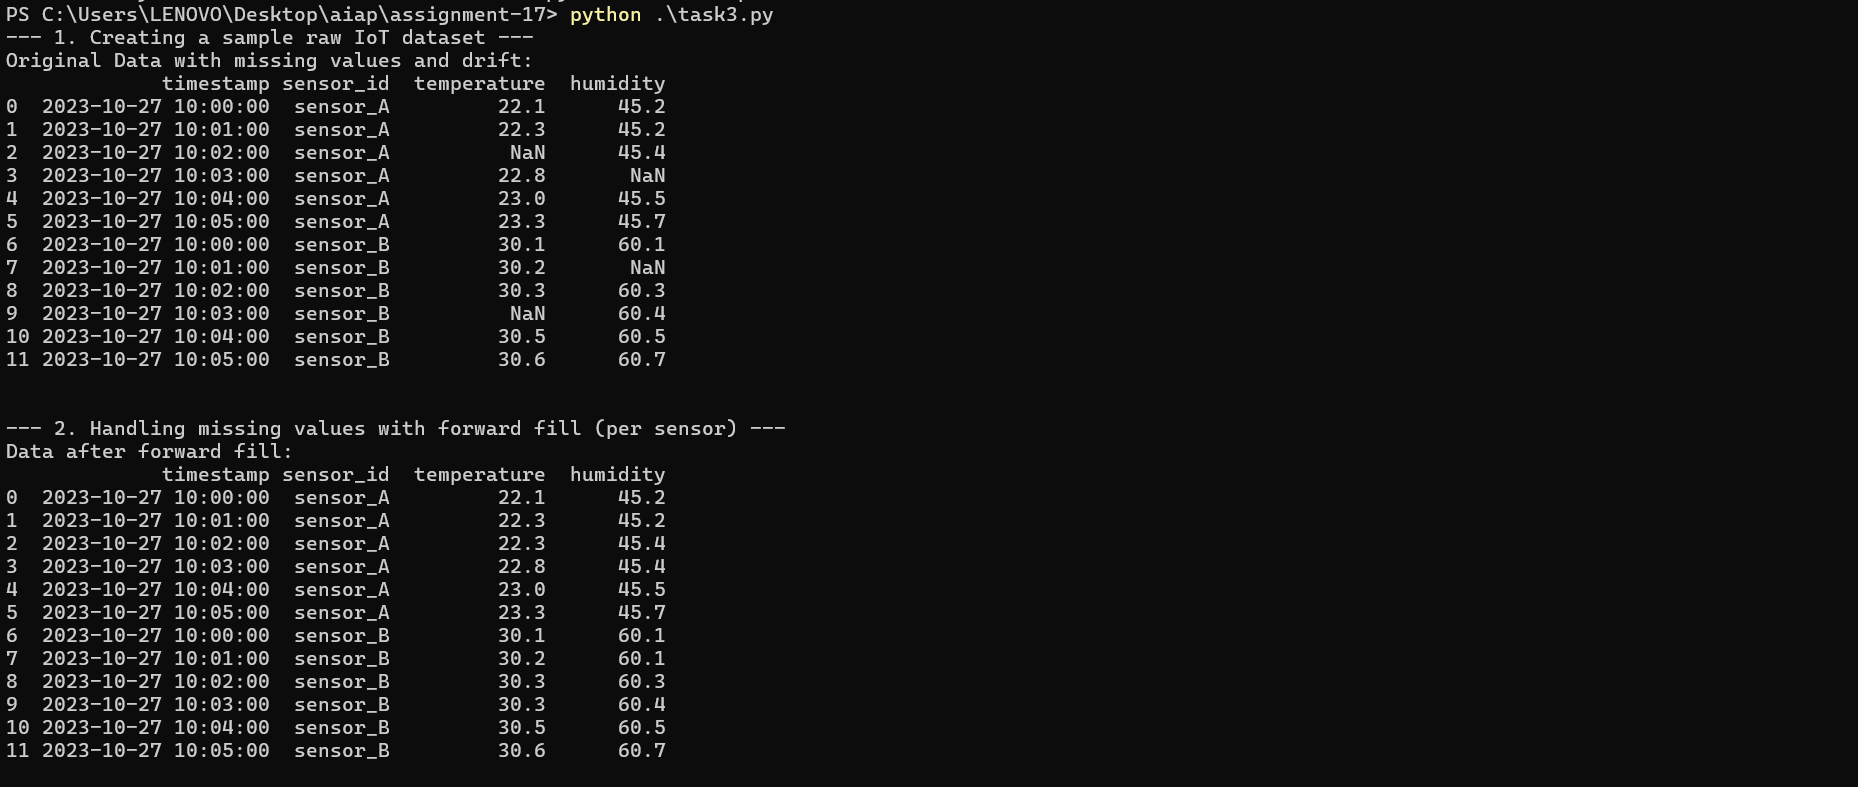 PS C:\Users\LENOVO\Desktop\aiap\assignment-17> python .\task3.py
--- 1. Creating a sample raw IoT dataset ---
Original Data with missing values and drift:
             timestamp sensor_id  temperature  humidity
0  2023-10-27 10:00:00  sensor_A         22.1      45.2
1  2023-10-27 10:01:00  sensor_A         22.3      45.2
2  2023-10-27 10:02:00  sensor_A          NaN      45.4
3  2023-10-27 10:03:00  sensor_A         22.8       NaN
4  2023-10-27 10:04:00  sensor_A         23.0      45.5
5  2023-10-27 10:05:00  sensor_A         23.3      45.7
6  2023-10-27 10:00:00  sensor_B         30.1      60.1
7  2023-10-27 10:01:00  sensor_B         30.2       NaN
8  2023-10-27 10:02:00  sensor_B         30.3      60.3
9  2023-10-27 10:03:00  sensor_B          NaN      60.4
10 2023-10-27 10:04:00  sensor_B         30.5      60.5
11 2023-10-27 10:05:00  sensor_B         30.6      60.7
--- 2. Handling missing values with forward fill (per sensor) ---
Data after forward fill:
             timestamp sensor_id  temperature  humidity
0  2023-10-27 10:00:00  sensor_A         22.1      45.2
1  2023-10-27 10:01:00  sensor_A         22.3      45.2
2  2023-10-27 10:02:00  sensor_A         22.3      45.4
3  2023-10-27 10:03:00  sensor_A         22.8      45.4
4  2023-10-27 10:04:00  sensor_A         23.0      45.5
5  2023-10-27 10:05:00  sensor_A         23.3      45.7
6  2023-10-27 10:00:00  sensor_B         30.1      60.1
7  2023-10-27 10:01:00  sensor_B         30.2      60.1
8  2023-10-27 10:02:00  sensor_B         30.3      60.3
9  2023-10-27 10:03:00  sensor_B         30.3      60.4
10 2023-10-27 10:04:00  sensor_B         30.5      60.5
11 2023-10-27 10:05:00  sensor_B         30.6      60.7